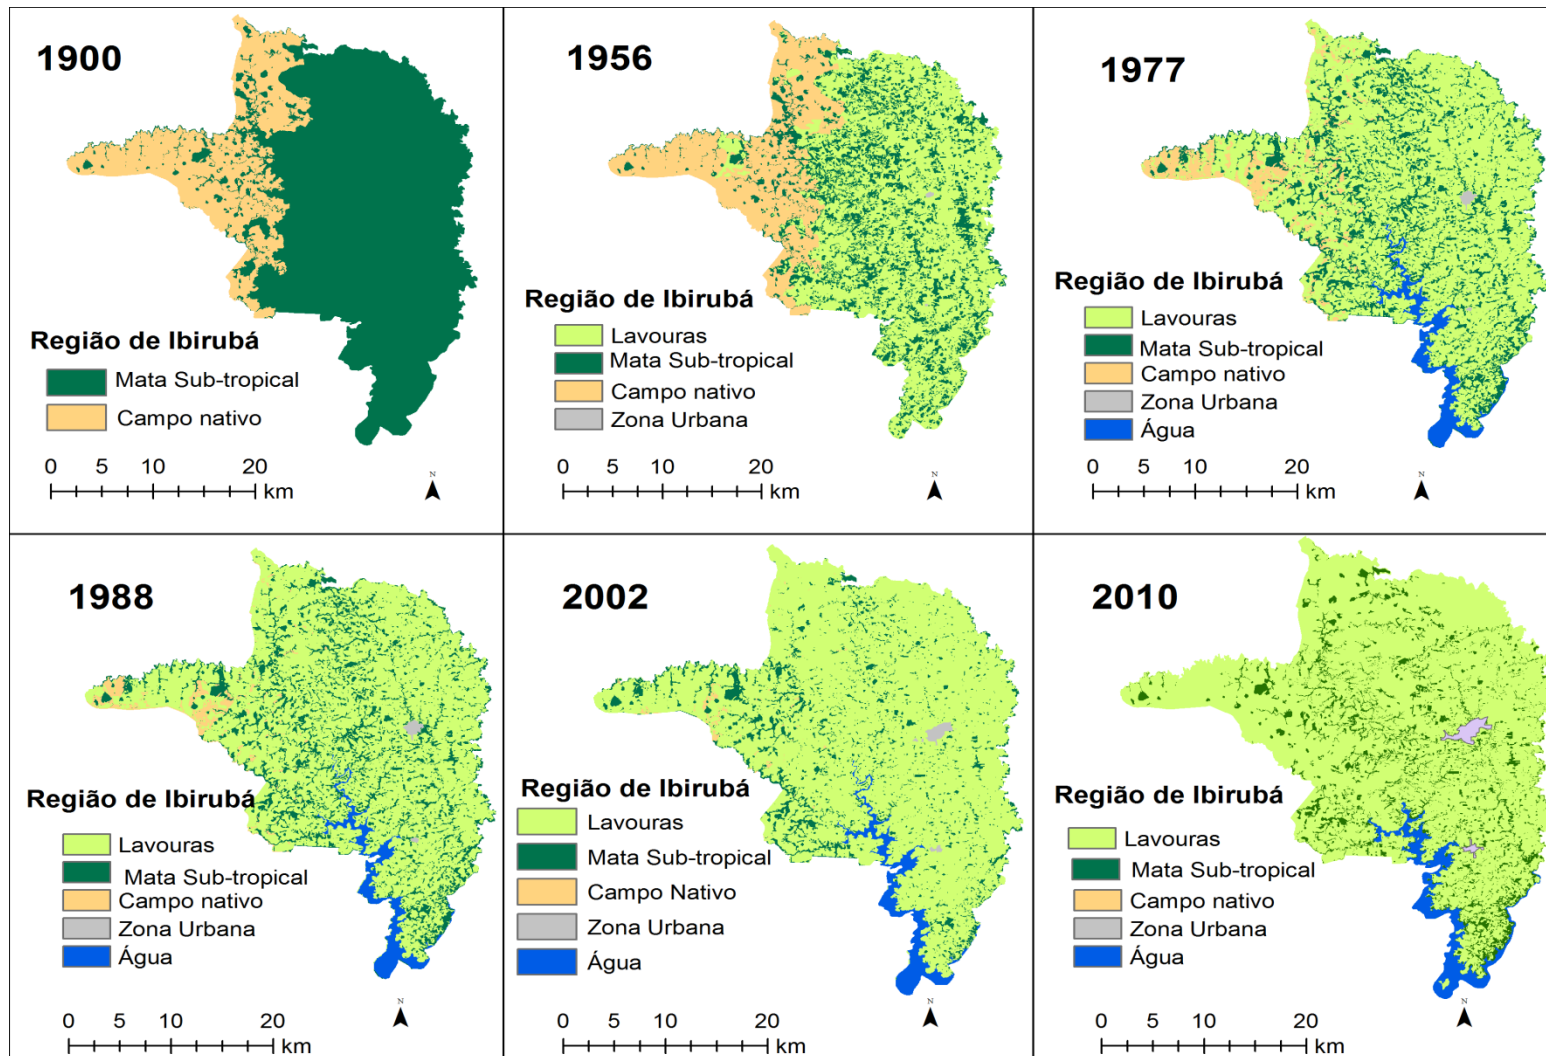 1900
Região de Ibirubá
Mata Sub-tropical
Campo nativo
0 5 10 20
km
N
1956
Região de Ibirubá
Lavouras
Mata Sub-tropical
Campo nativo
Zona Urbana
0 5 10 20
km
N
1977
Região de Ibirubá
Lavouras
Mata Sub-tropical
Campo nativo
Zona Urbana
Água
0 5 10 20
km
N
1988
Região de Ibirubá
Lavouras
Mata Sub-tropical
Campo nativo
Zona Urbana
Água
0 5 10 20
km
N
2002
Região de Ibirubá
Lavouras
Mata Sub-tropical
Campo Nativo
Zona Urbana
Água
0 5 10 20
km
N
2010
Região de Ibirubá
Lavouras
Mata Sub-tropical
Campo nativo
Zona Urbana
Água
0 5 10 20
km
N